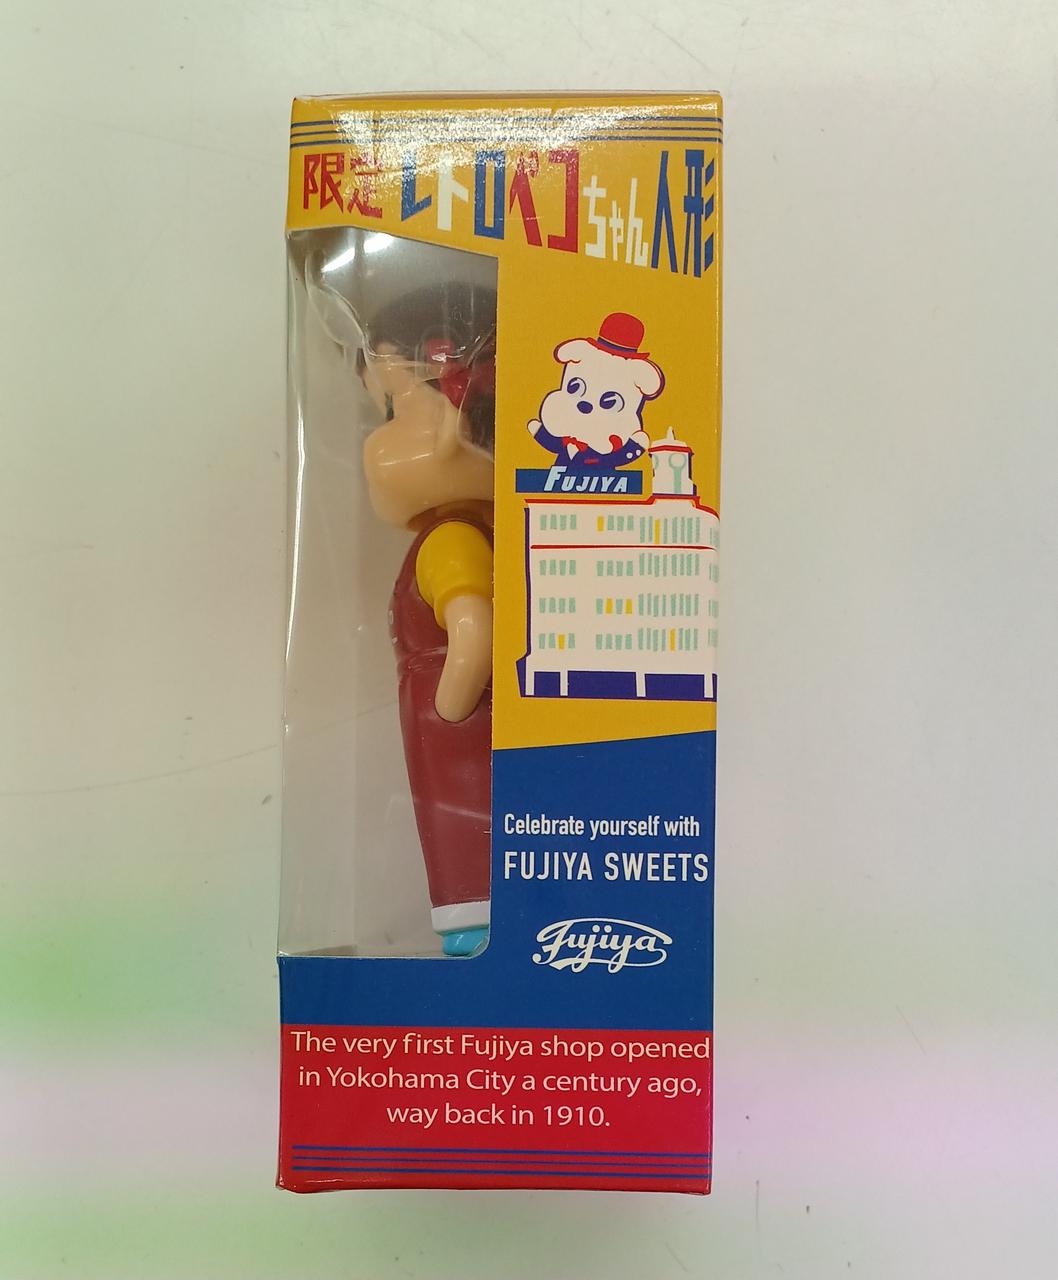 限定レトロペコちゃん人形
FUJIYA
Celebrate yourself with
FUJIYA SWEETS
Fujiya
The very first Fujiya shop opened
in Yokohama City a century ago,
way back in 1910.